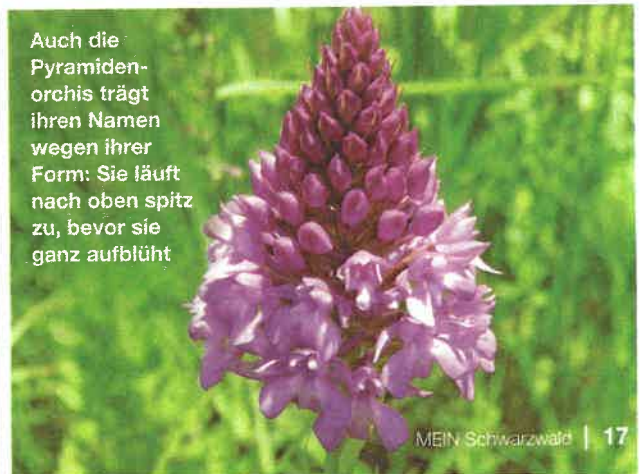 Auch die
Pyramiden-
orchis trägt
ihren Namen
wegen ihrer
Form: Sie läuft
nach oben spitz
zu, bevor sie
ganz aufblüht
MEIN Schwarzwald | 17